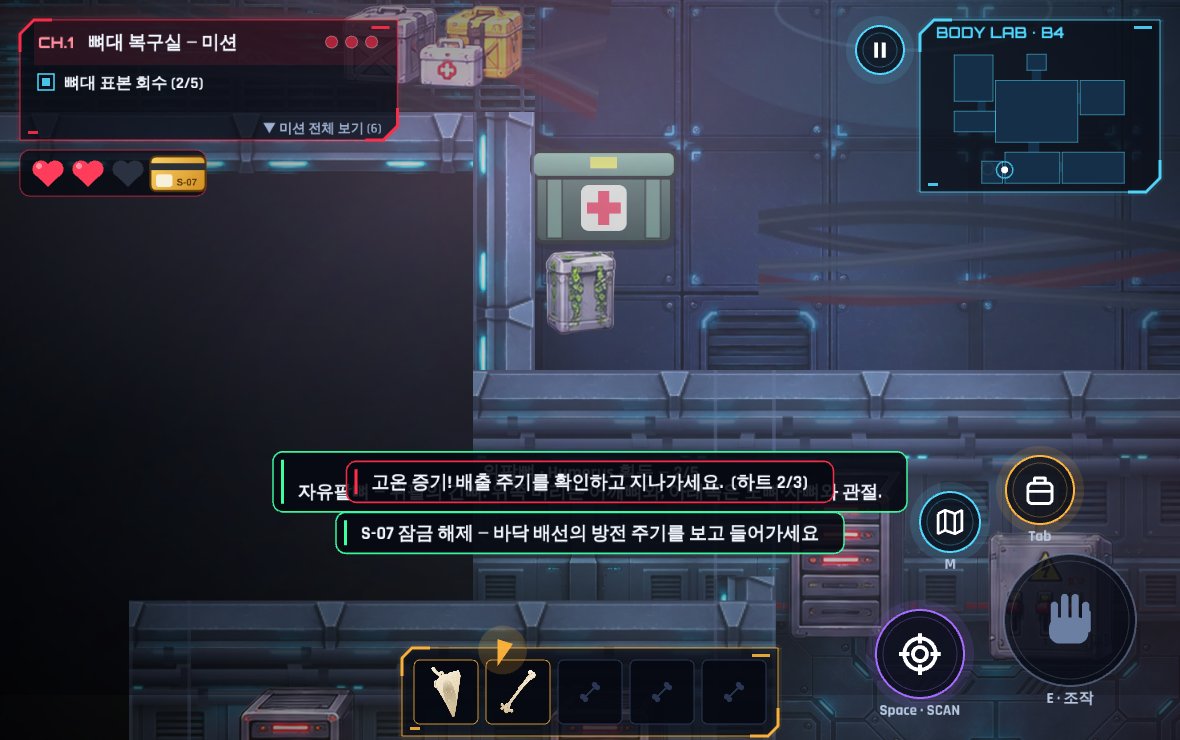 CH.1 뼈대 복구실 – 미션
뼈대 표본 회수 (2/5)
▼ 미션 전체 보기 (6)
S-07
BODY LAB · B4
고온 증기! 배출 주기를 확인하고 지나가세요. (하트 2/3)
자유팔
관절.
S-07 잠금 해제 – 바닥 배선의 방전 주기를 보고 들어가세요
M
Tab
Space · SCAN
E · 조작